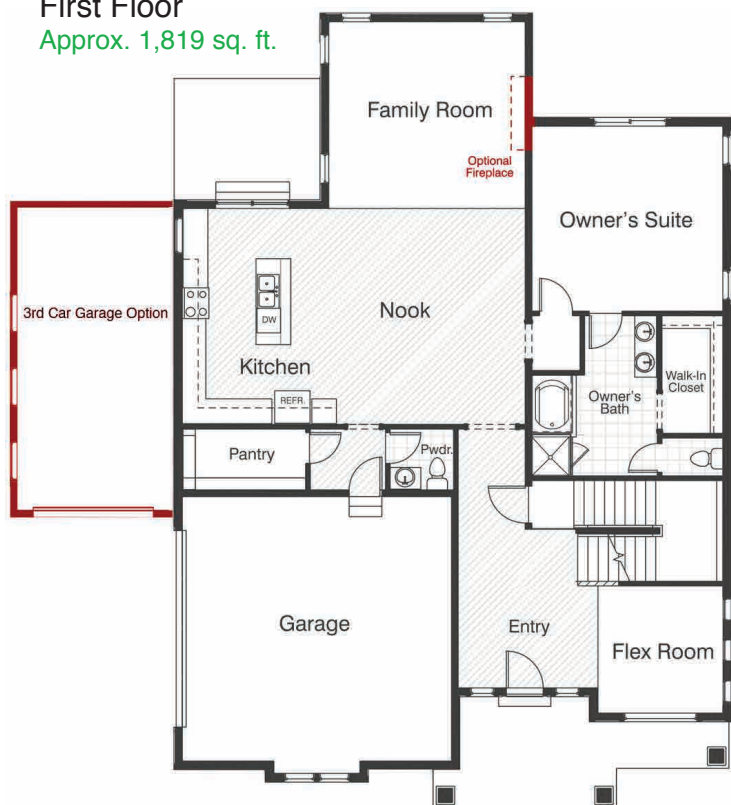 First Floor
Approx. 1,819 sq. ft.
Family Room
Optional
Fireplace
Owner's Suite
3rd Car Garage Option
Nook
DW
Kitchen
REFR.
Walk-In
Closet
Owner's
Bath
Pantry
Pwdr.
Garage
Entry
Flex Room